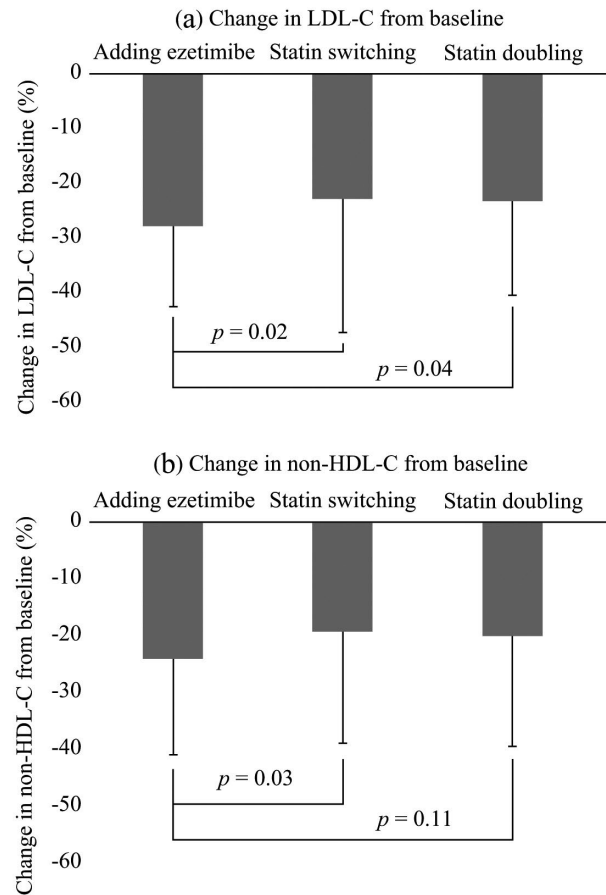 (a) Change in LDL-C from baseline
Adding ezetimibe Statin switching Statin doubling
Change in LDL-C from baseline (%)
0
-10
-20
-30
-40
-50
-60
p = 0.02
p = 0.04
(b) Change in non-HDL-C from baseline
Adding ezetimibe Statin switching Statin doubling
Change in non-HDL-C from baseline (%)
0
-10
-20
-30
-40
-50
-60
p = 0.03
p = 0.11